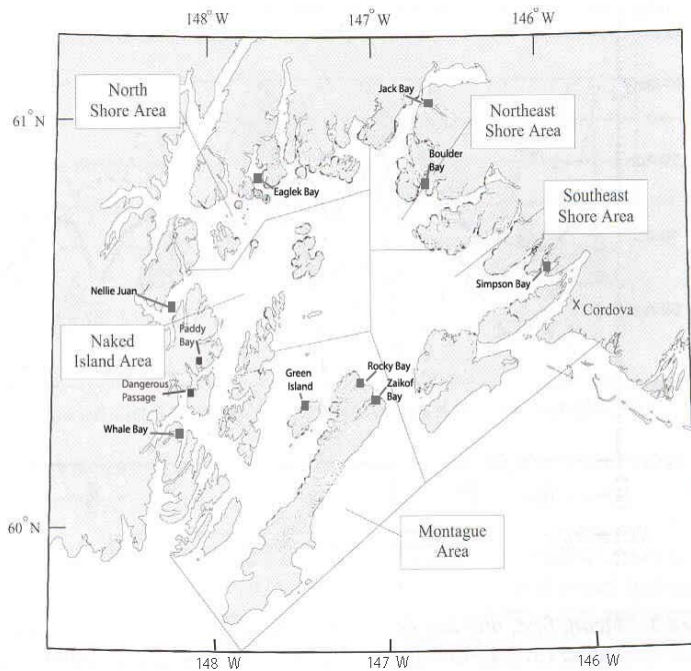 148° W
147° W
146° W
North
Shore Area
Jack Bay
61° N
Northeast
Shore Area
Boulder
Bay
Eaglek Bay
Southeast
Shore Area
Nellie Juan
Simpson Bay
Cordova
Paddy
Bay
Naked
Island Area
Rocky Bay
Dangerous
Passage
Green
Island
Zaikof
Bay
Whale Bay
60° N
Montague
Area
148° W
147° W
146° W